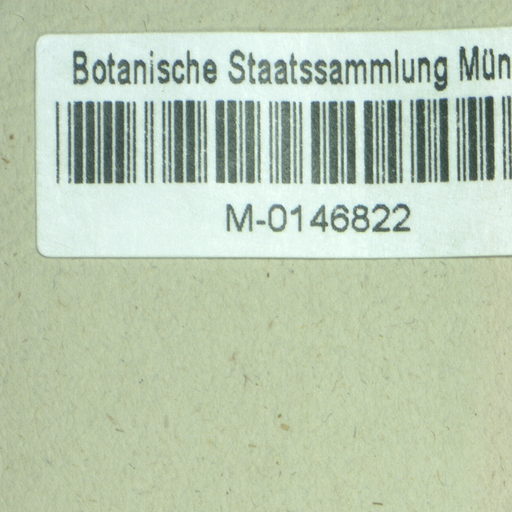 Botanische Staatssammlung Mün
M-0146822